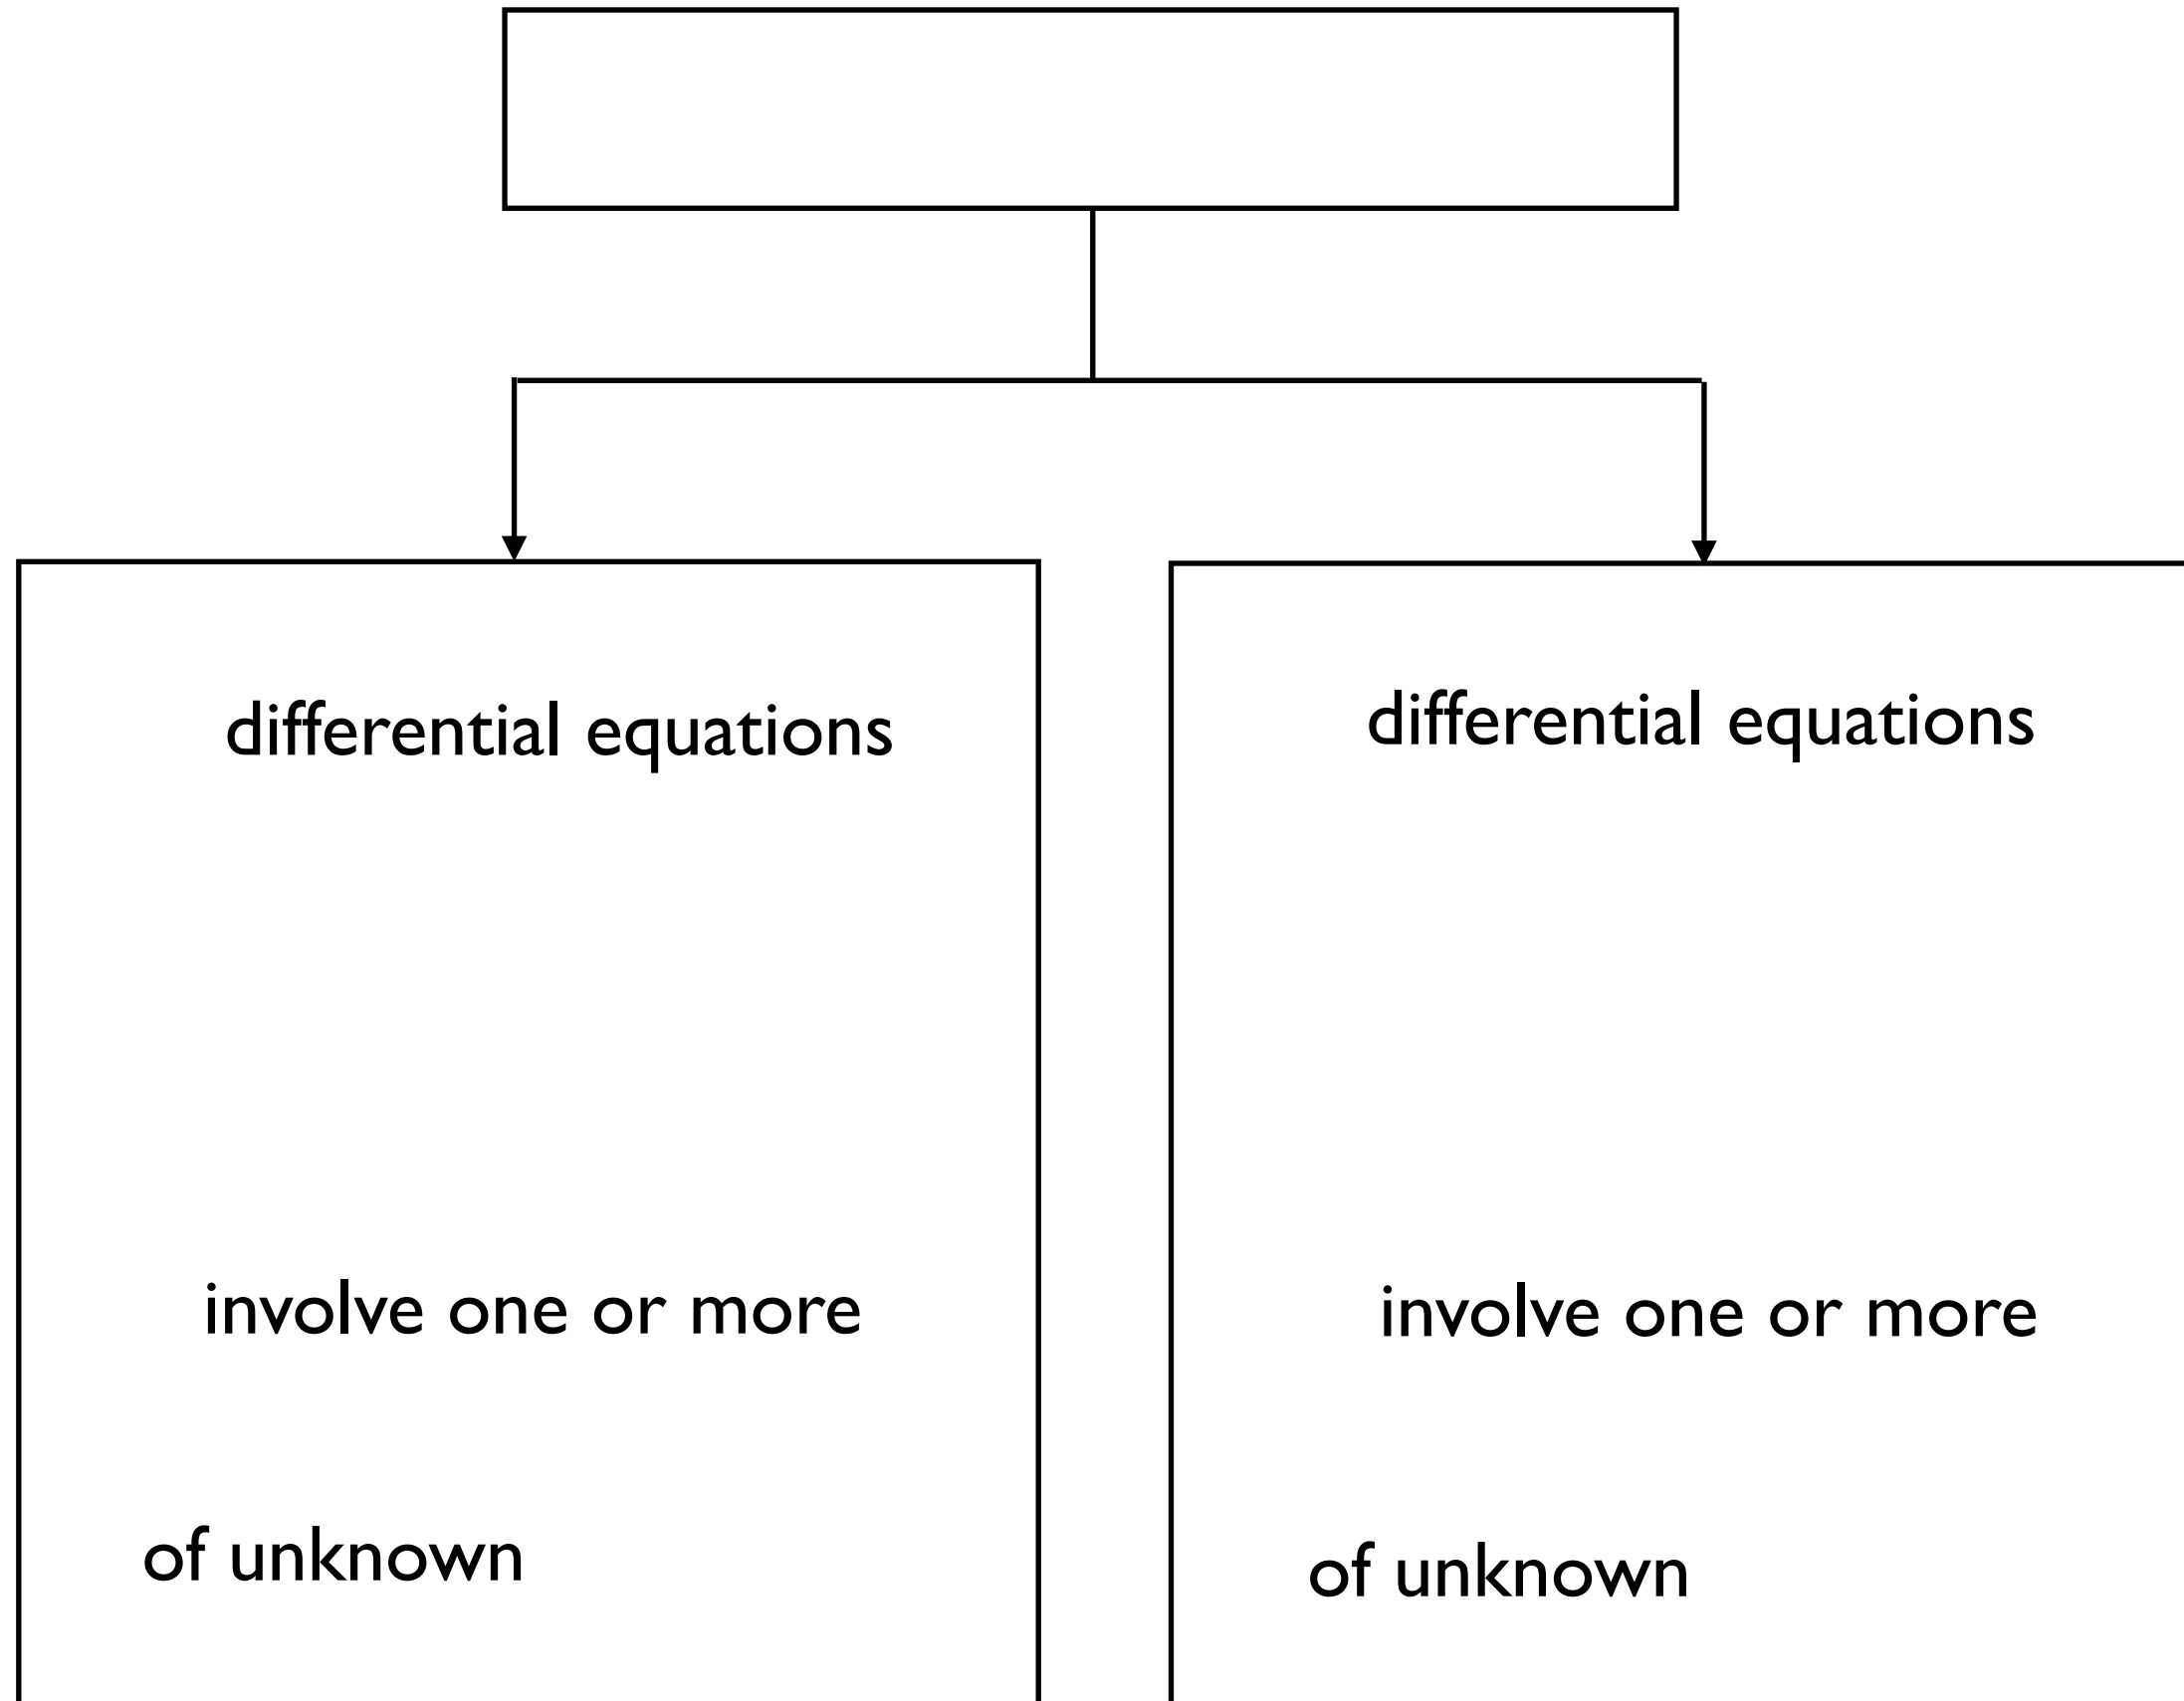 differential equations
involve one or more
of unknown
differential equations
involve one or more
of unknown